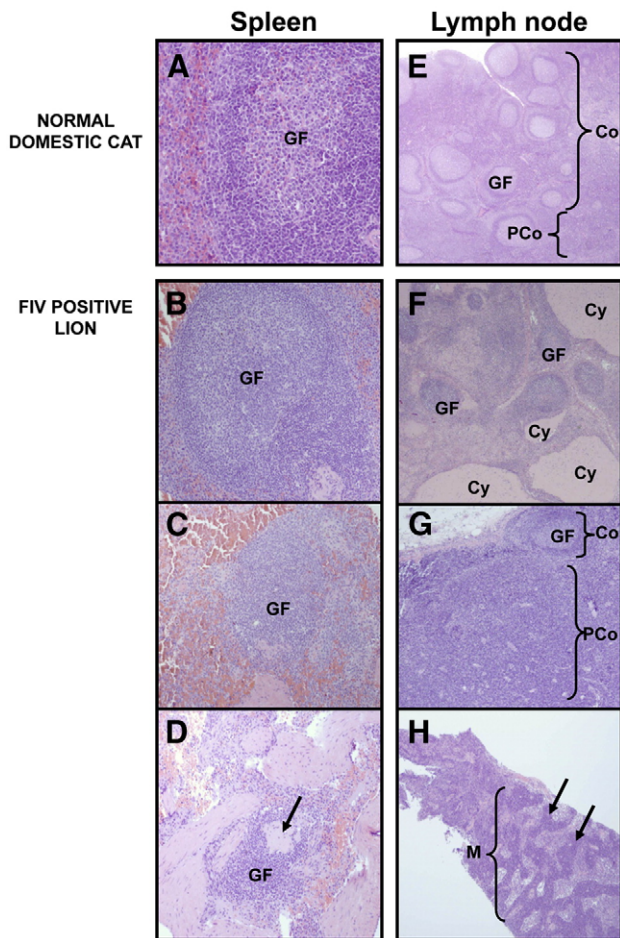 Spleen
Lymph node
NORMAL
DOMESTIC CAT
A
GF
E
Co
GF
PCo
FIV POSITIVE
LION
B
GF
F
Cy
GF
GF
Cy
Cy
Cy
C
GF
G
GF
Co
PCo
D
GF
H
M